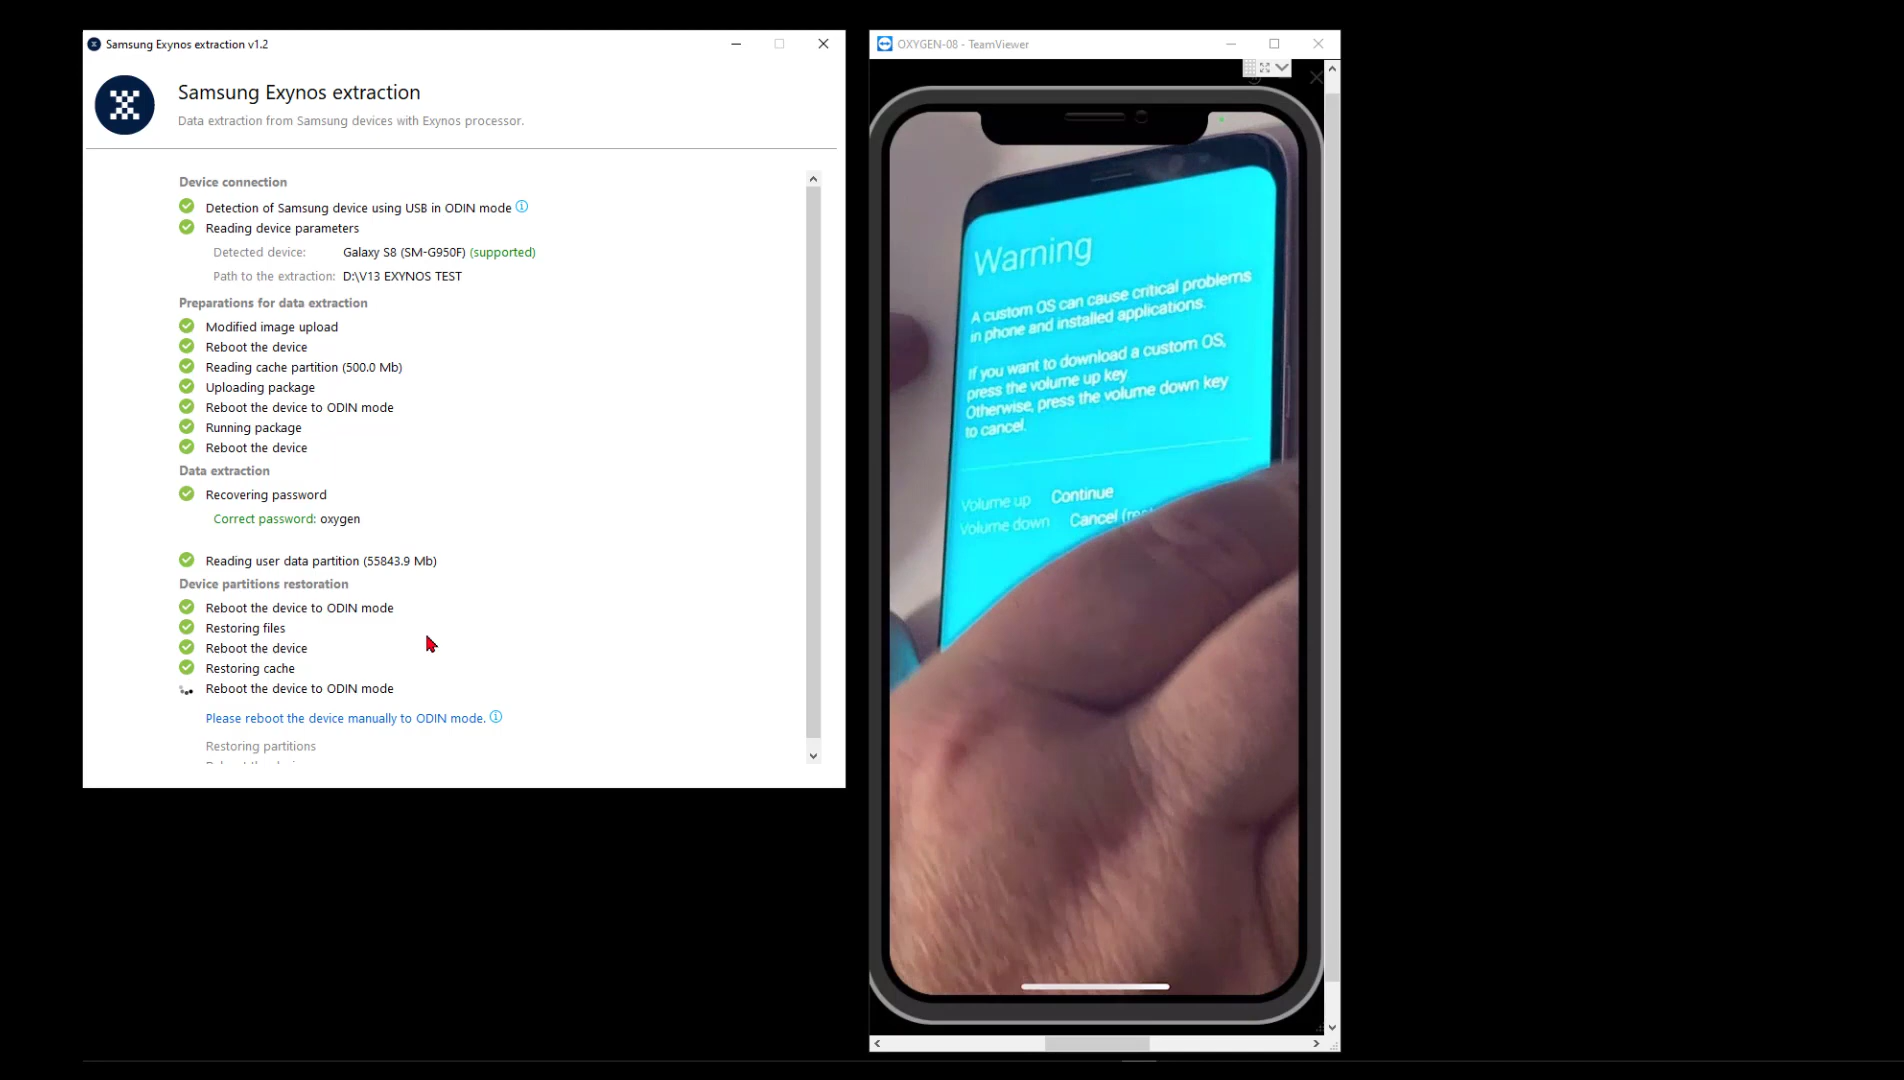 Samsung Exynos extraction v1.2
Samsung Exynos extraction
Data extraction from Samsung devices with Exynos processor.
Device connection
Detection of Samsung device using USB in ODIN mode
Reading device parameters
Detected device: Galaxy S8 (SM-G950F) (supported)
Path to the extraction: D:\V13 EXYNOS TEST
Preparations for data extraction
Modified image upload
Reboot the device
Reading cache partition (500.0 Mb)
Uploading package
Reboot the device to ODIN mode
Running package
Reboot the device
Data extraction
Recovering password
Correct password: oxygen
Reading user data partition (55843.9 Mb)
Device partitions restoration
Reboot the device to ODIN mode
Restoring files
Reboot the device
Restoring cache
Reboot the device to ODIN mode
Please reboot the device manually to ODIN mode.
Restoring partitions
OXYGEN-08 - TeamViewer
Warning
A custom OS can cause critical problems
in phone and installed applications.
If you want to download a custom OS,
press the volume up key.
Otherwise, press the volume down key
to cancel.
Volume up Continue
Volume down Cancel